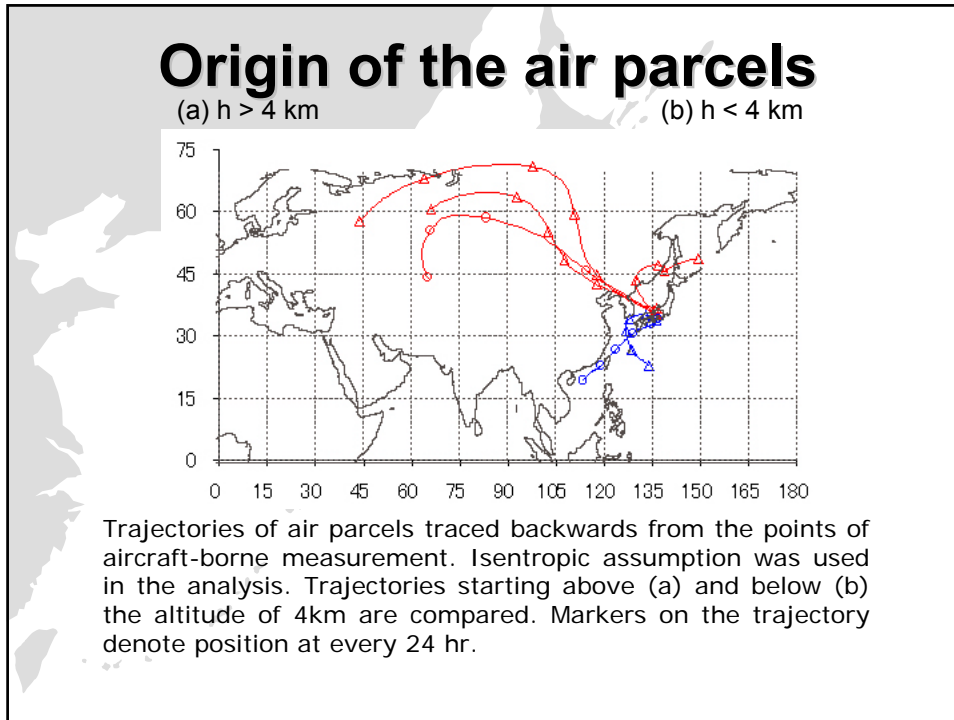 Origin of the air parcels
(a) h > 4 km (b) h < 4 km
75
60
45
30
15
0
0 15 30 45 60 75 90 105 120 135 150 165 180
Trajectories of air parcels traced backwards from the points of
aircraft-borne measurement. Isentropic assumption was used
in the analysis. Trajectories starting above (a) and below (b)
the altitude of 4km are compared. Markers on the trajectory
denote position at every 24 hr.